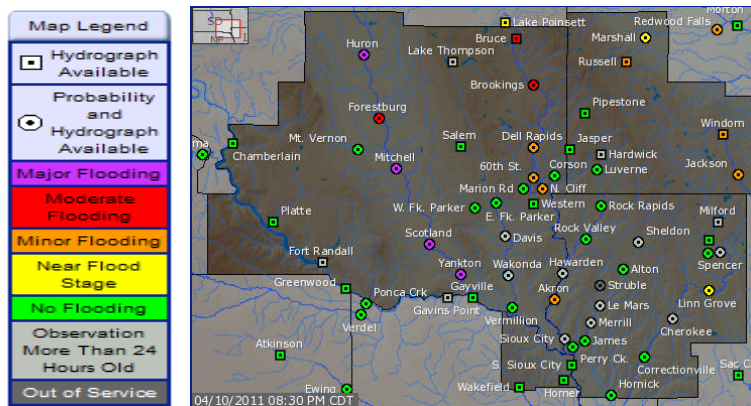 Map Legend
Hydrograph
Available
Probability
and
Hydrograph
Available
Major Flooding
Moderate
Flooding
Minor Flooding
Near Flood
Stage
No Flooding
Observation
More Than 24
Hours Old
Out of Service
SD
NE
Lake Poinsett
Morton
Huron
Bruce
Marshall
Redwood Falls
Lake Thompson
Russell
Brookings
Forestburg
Pipestone
Windom
Mt. Vernon
Salem
Dell Rapids
Jasper
Hardwick
ma
Chamberlain
Mitchell
60th St.
Corson
Luverne
Jackson
Marion Rd
N. Cliff
W. Fk. Parker
Western
Rock Rapids
Milford
Platte
E. Fk. Parker
Sheldon
Scotland
Davis
Rock Valley
Fort Randall
Spencer
Yankton
Wakonda
Hawarden
Alton
Greenwood
Ponca Crk
Gayville
Struble
Linn Grove
Akron
Le Mars
Verdel
Gavins Point
Vermillion
Merrill
Cherokee
Sioux City
James
Atkinson
Perry Ck.
Correctionville
S. Sioux City
Sac C
Ewing
Wakefield
Homer
Hornick
04/10/2011 08:30 PM CDT